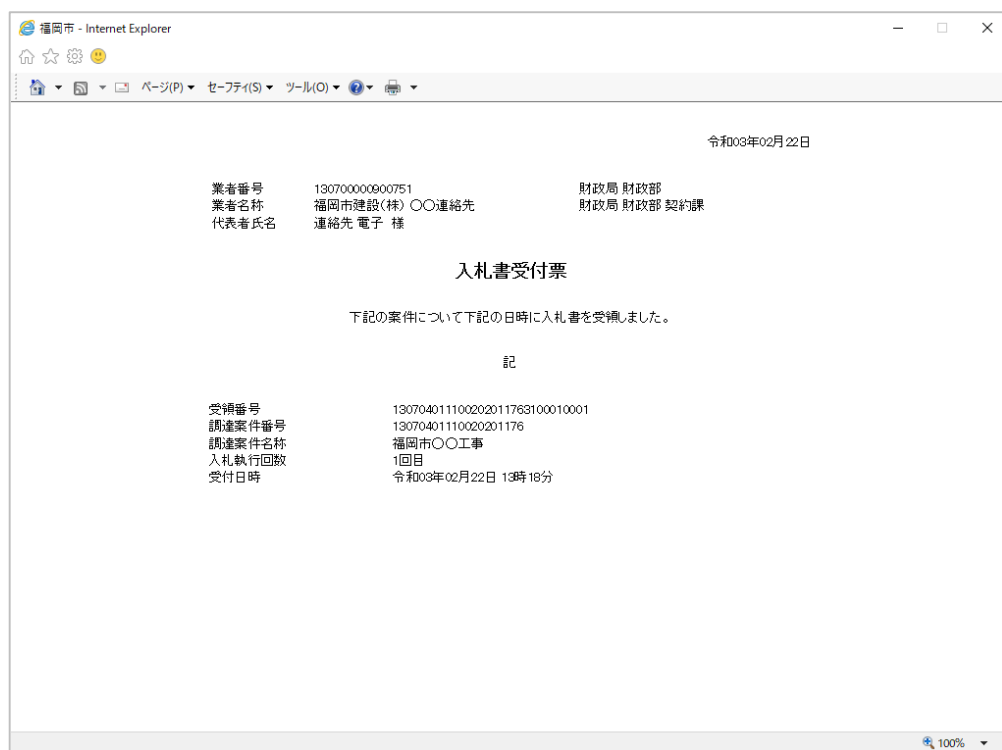 福岡市 - Internet Explorer
ページ(P) セーフティ(S) ツール(O)
令和03年02月22日
業者番号 130700000900751 財政局 財政部
業者名称 福岡市建設(株) 〇〇連絡先 財政局 財政部 契約課
代表者氏名 連絡先 電子 様
入札書受付票
下記の案件について下記の日時に入札書を受領しました。
記
受領番号 13070401110020201176310001​0001
調達案件番号 13070401110020201176
調達案件名称 福岡市〇〇工事
入札執行回数 1回目
受付日時 令和03年02月22日 13時18分
100%